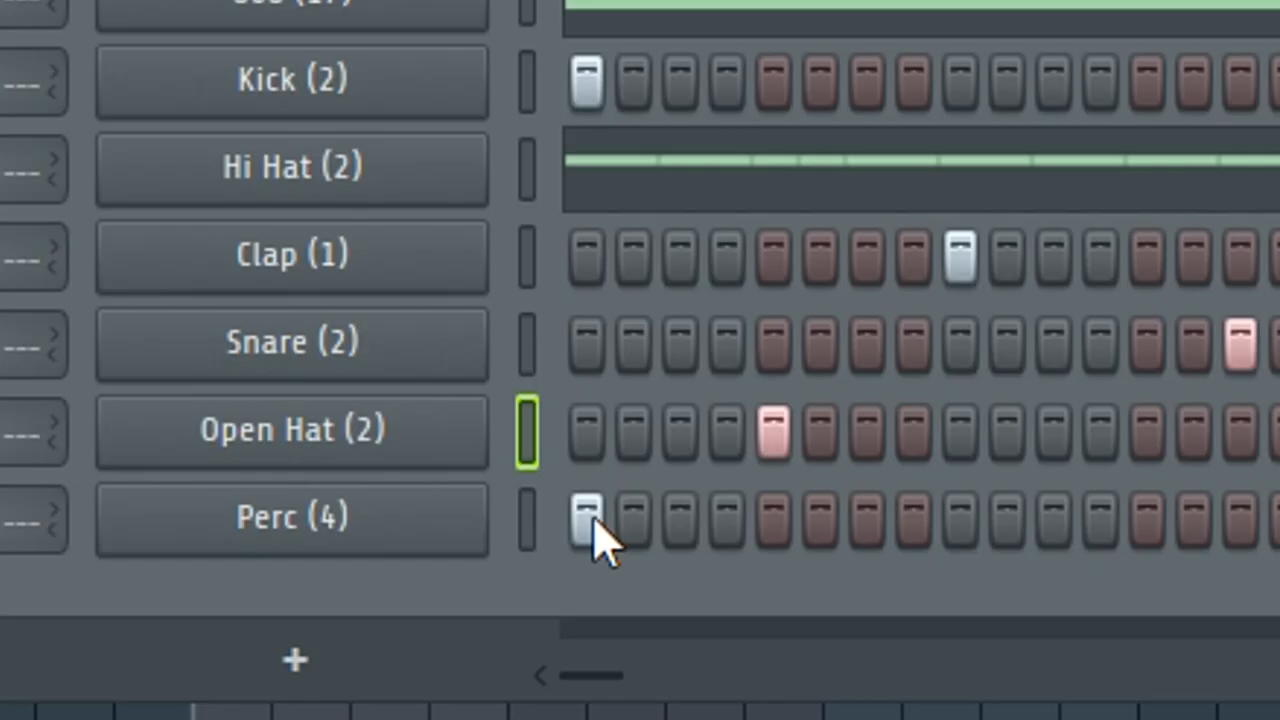 Kick (2)
Hi Hat (2)
Clap (1)
Snare (2)
Open Hat (2)
Perc (4)
+